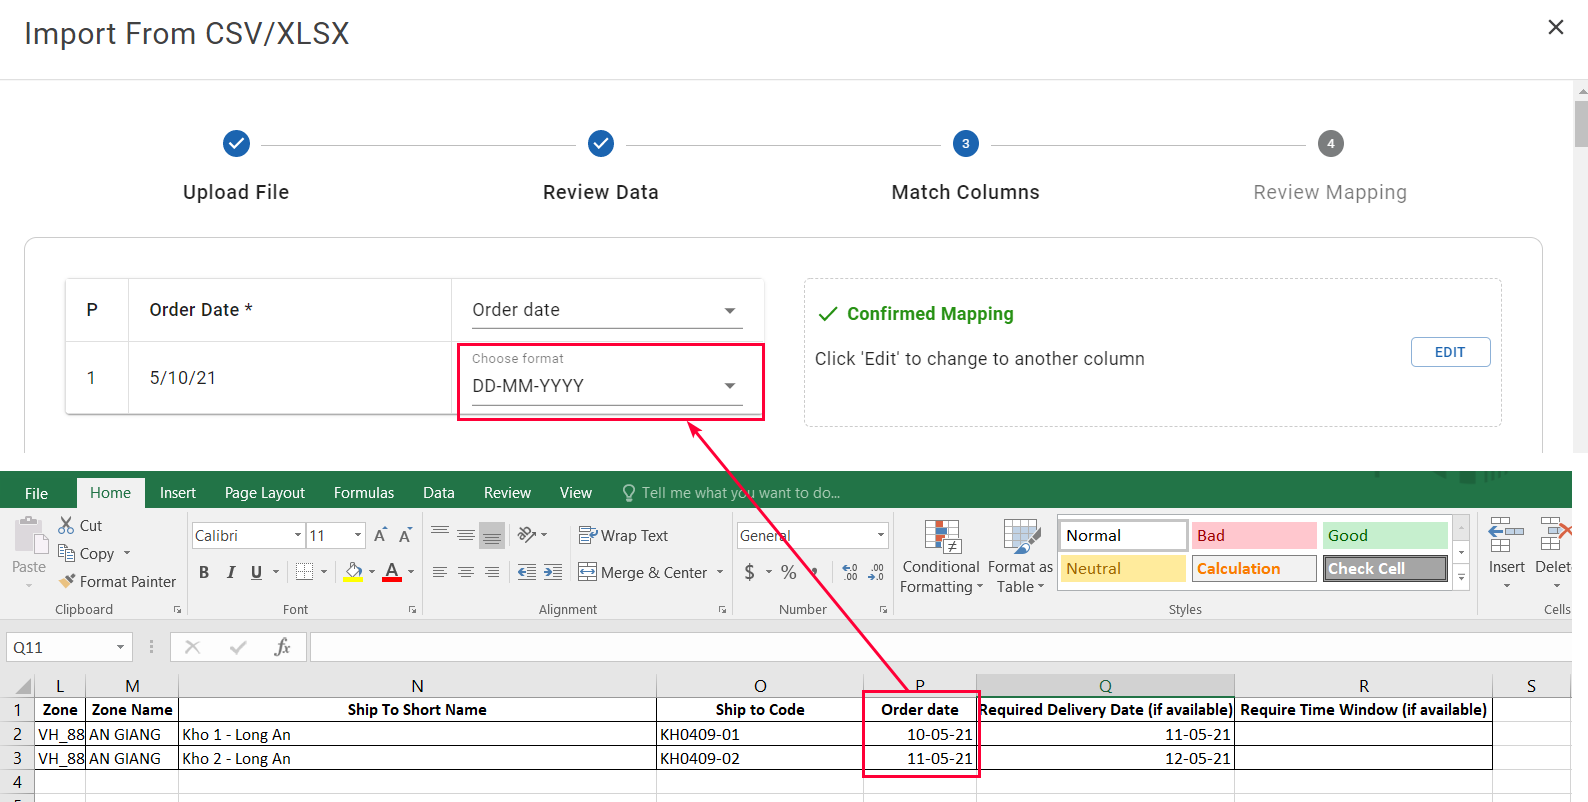 Import From CSV/XLSX
3 4
Upload File Review Data Match Columns Review Mapping
P Order Date * Order date
Confirmed Mapping
Choose format
Click 'Edit' to change to another column EDIT
1 5/10/21 DD-MM-YYYY
File Home Insert Page Layout Formulas Data Review View Tell me what you want to do...
Cut Calibri 11 A A Wrap Text General Normal Bad Good
Copy
Paste B I U A Merge & Center $ % Conditional Format as Neutral Calculation Check Cell Insert Delet
Format Painter Formatting Table
Clipboard Font Alignment Number Styles Cells
Q11 fx
L M N O P Q R S
1 Zone Zone Name Ship To Short Name Ship to Code Order date Required Delivery Date (if available) Require Time Window (if available)
2 VH_88 AN GIANG Kho 1 - Long An KH0409-01 10-05-21 11-05-21
3 VH_88 AN GIANG Kho 2 - Long An KH0409-02 11-05-21 12-05-21
4